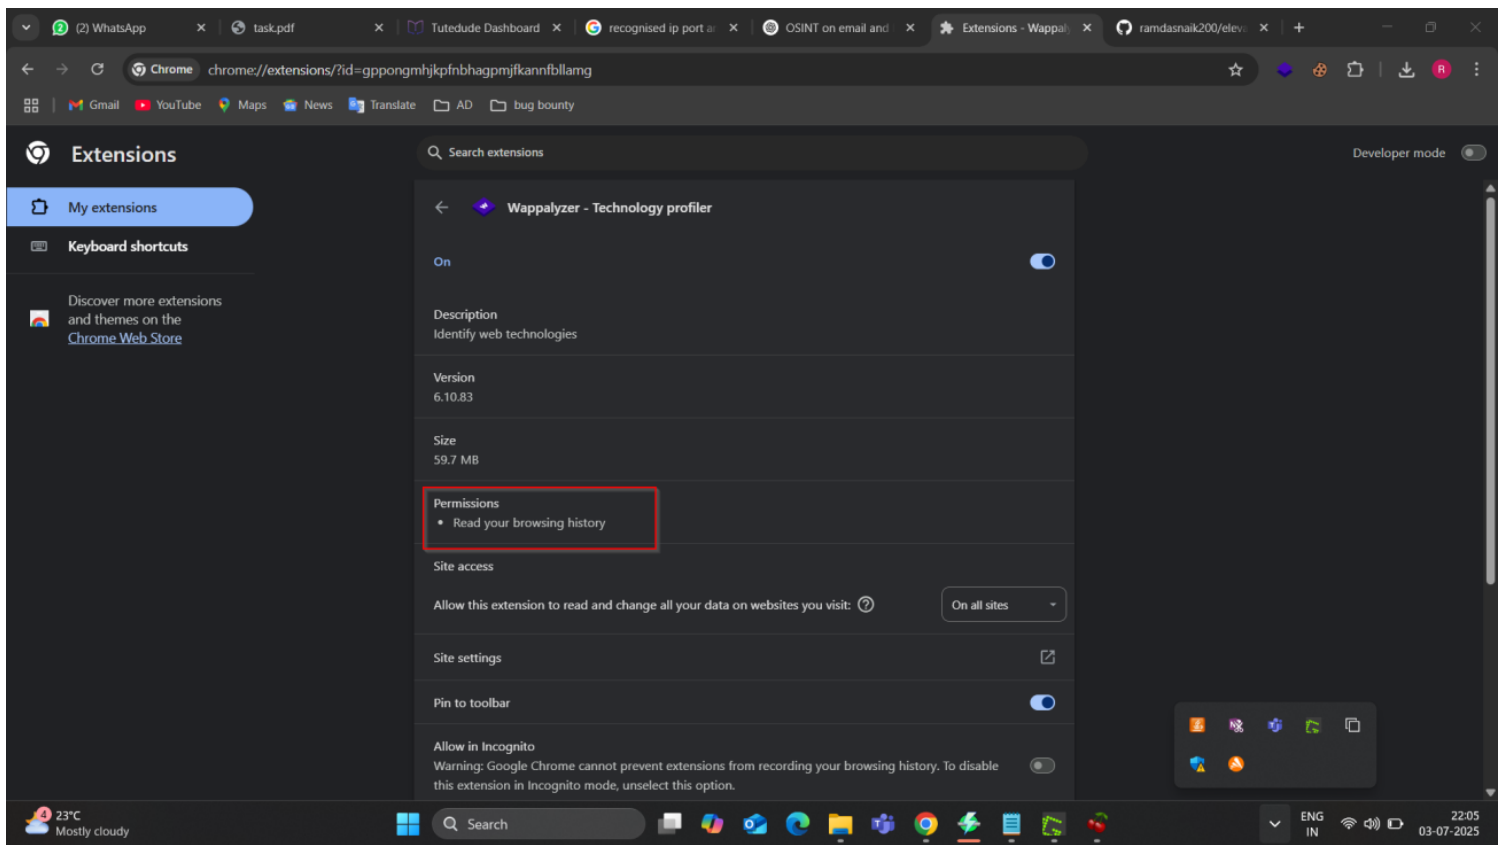 (2) WhatsApp
task.pdf
Tutedude Dashboard
recognised ip port a
OSINT on email and
Extensions - Wappal
ramdasnaik200/elev
Chrome
chrome://extensions/?id=gppongmhjkpfnbhagpmjfkannfbllamg
R
Gmail
YouTube
Maps
News
Translate
AD
bug bounty
Extensions
Search extensions
Developer mode
My extensions
Keyboard shortcuts
Discover more extensions
and themes on the
Chrome Web Store
Wappalyzer - Technology profiler
On
Description
Identify web technologies
Version
6.10.83
Size
59.7 MB
Permissions
• Read your browsing history
Site access
Allow this extension to read and change all your data on websites you visit:
On all sites
Site settings
Pin to toolbar
Allow in Incognito
Warning: Google Chrome cannot prevent extensions from recording your browsing history. To disable
this extension in Incognito mode, unselect this option.
4
23°C
Mostly cloudy
Search
ENG
IN
22:05
03-07-2025